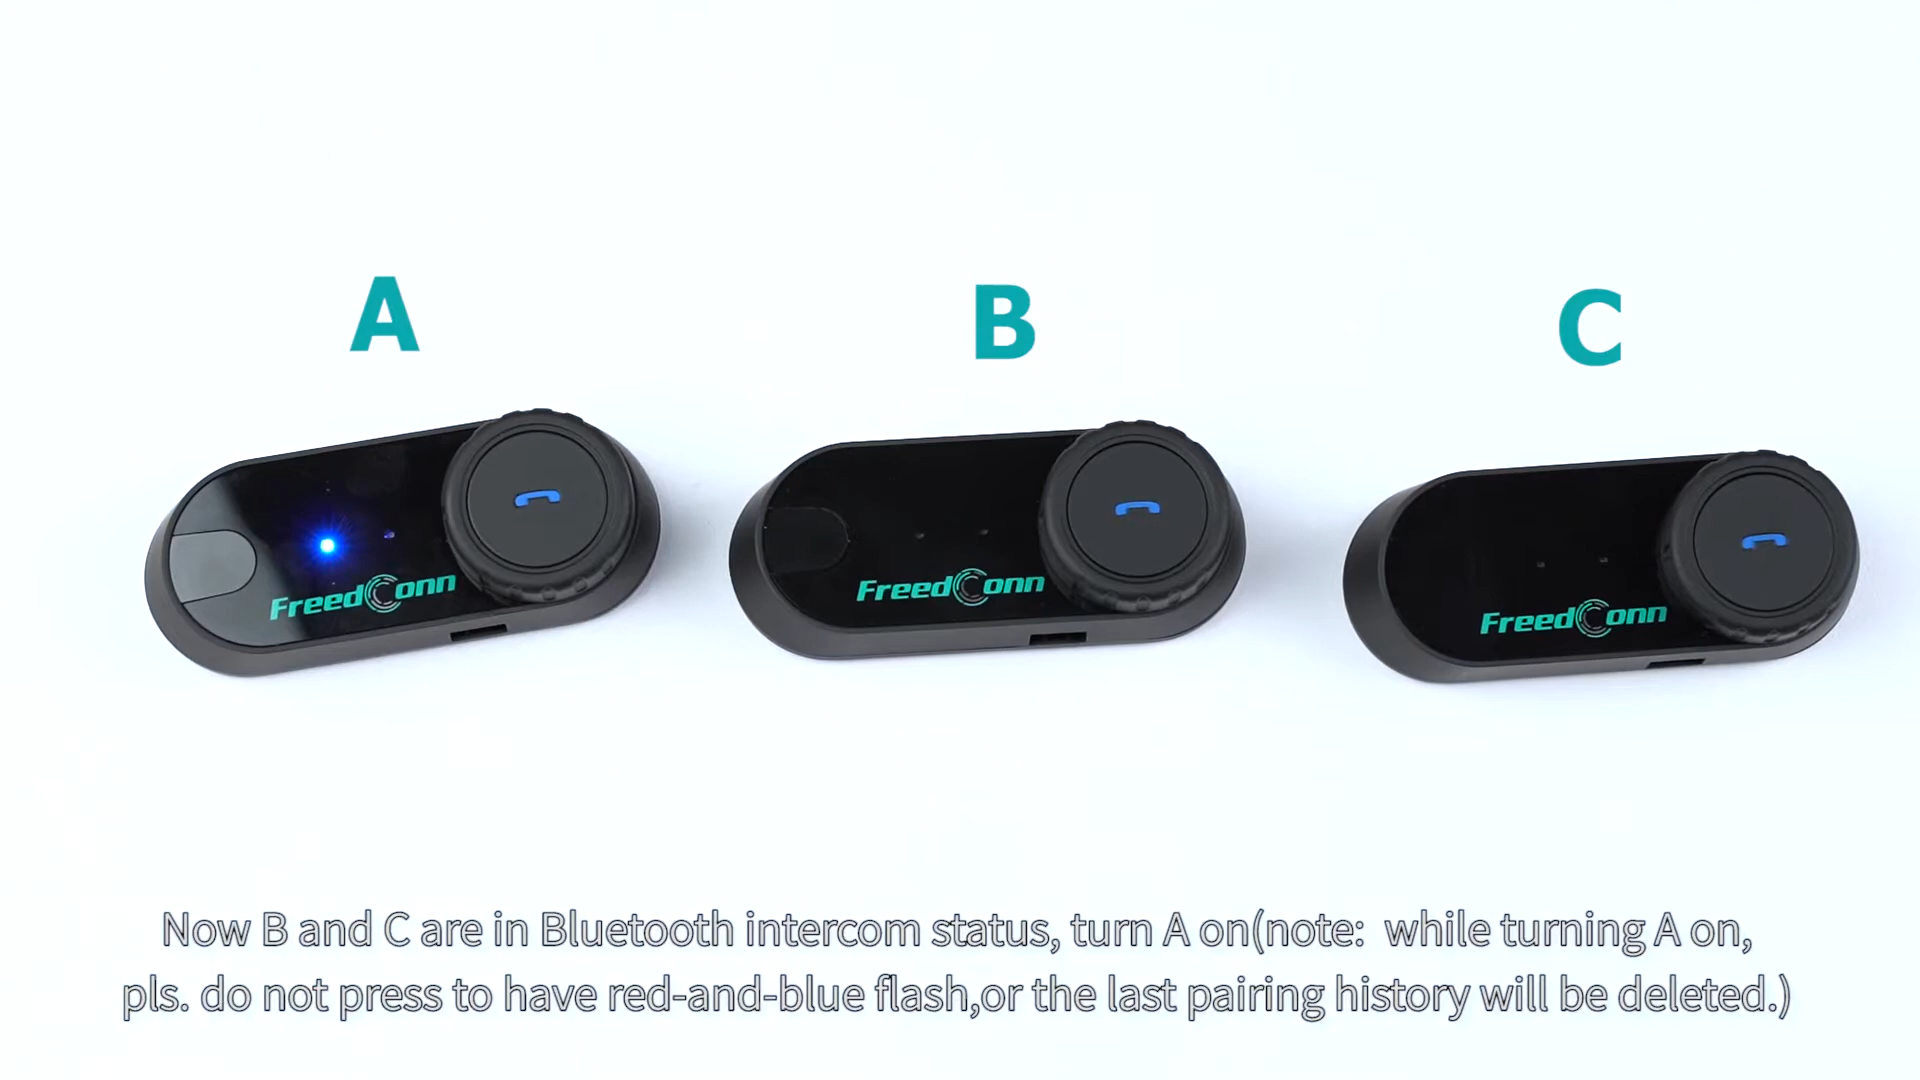 A
B
C
FreedConn
FreedConn
FreedConn
Now B and C are in Bluetooth intercom status, turn A on(note:  while turning A on,
pls. do not press to have red-and-blue flash,or the last pairing history will be deleted.)